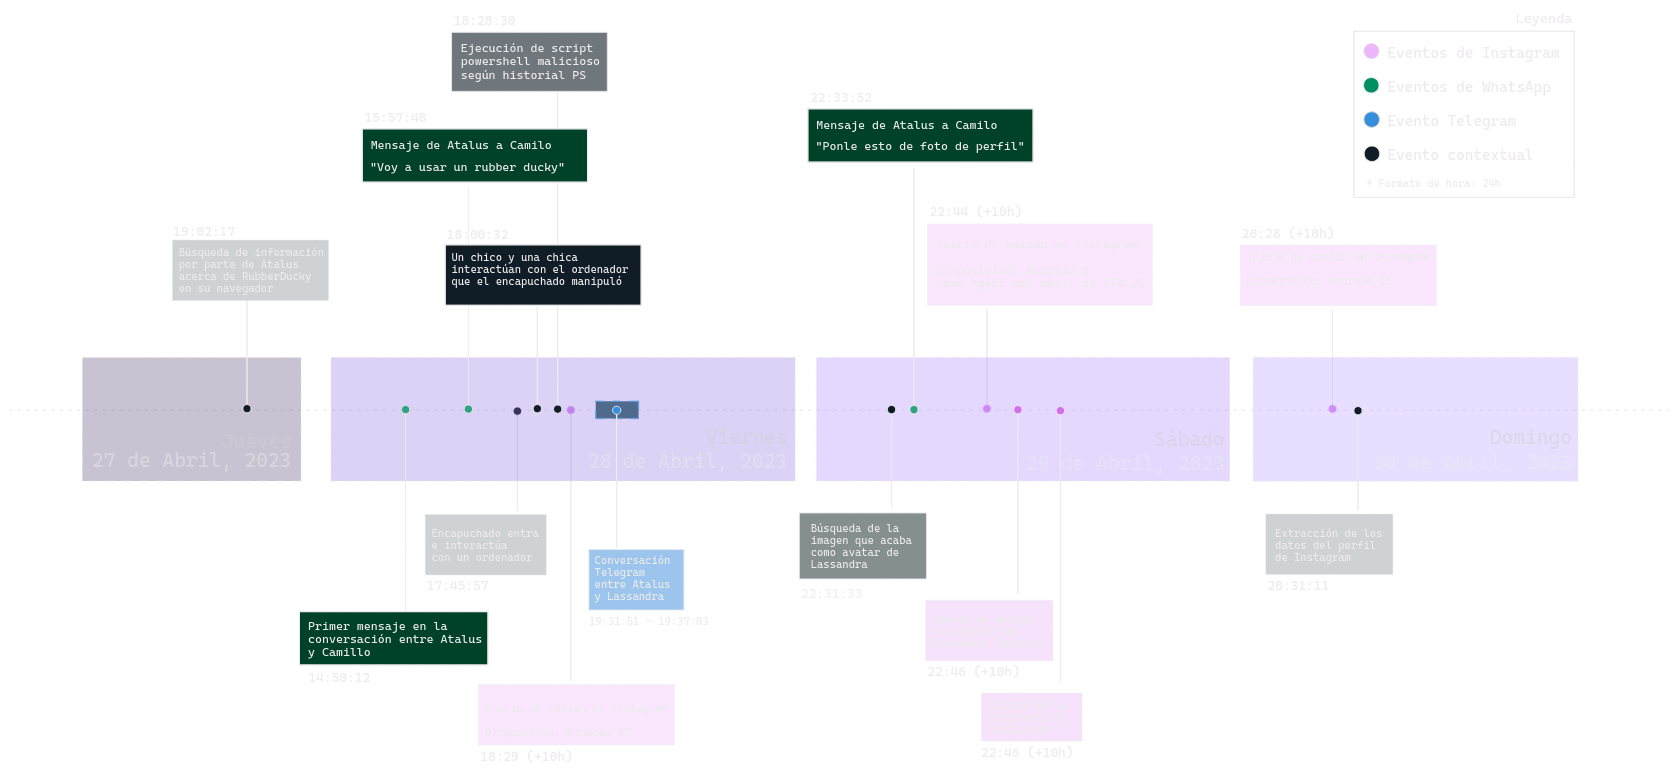 18:28:30
Ejecución de script
powershell malicioso
según historial PS
15:57:48
Mensaje de Atalus a Camilo
"Voy a usar un rubber ducky"
19:02:17
Búsqueda de información
por parte de Atalus
acerca de RubberDucky
en su navegador
18:00:32
Un chico y una chica
interactúan con el ordenador
que el encapuchado manipuló
22:33:52
Mensaje de Atalus a Camilo
"Ponle esto de foto de perfil"
22:44 (+10h)
20:28 (+10h)
Leyenda
Eventos de Instagram
Eventos de WhatsApp
Evento Telegram
Evento contextual
* Formato de hora: 24h
Jueves
27 de Abril, 2023
Viernes
28 de Abril, 2023
Sábado
29 de Abril, 2023
Domingo
de Abril, 2023
Encapuchado entra
e interactúa
con un ordenador
17:45:57
Primer mensaje en la
conversación entre Atalus
y Camillo
14:50:12
Conversación
Telegram
entre Atalus
y Lassandra
19:31:51 - 19:37:03
18:29 (+10h)
Búsqueda de la
imagen que acaba
como avatar de
Lassandra
22:31:33
22:46 (+10h)
22:46 (+10h)
Extracción de los
datos del perfil
de Instagram
20:31:11